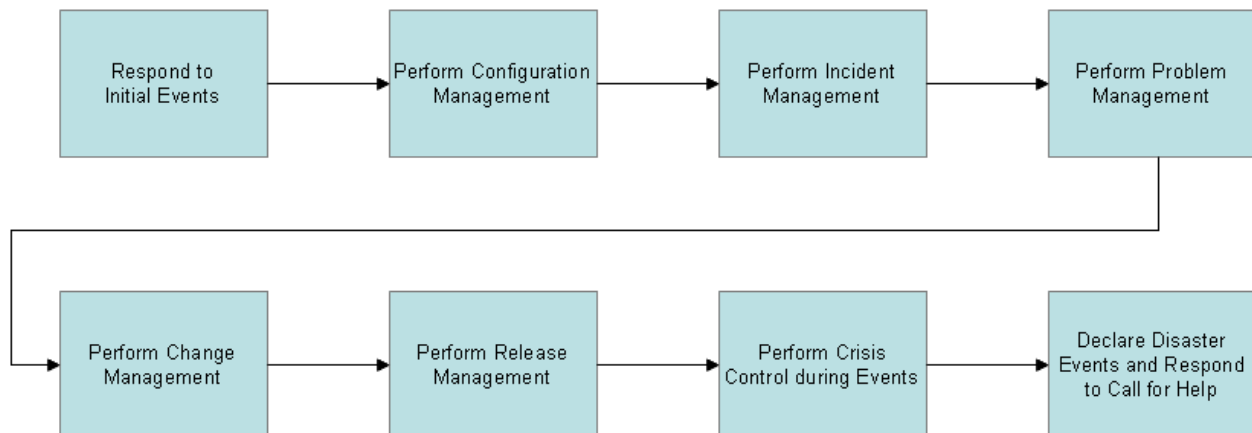 Respond to
Initial Events
Perform Configuration
Management
Perform Incident
Management
Perform Problem
Management
Perform Change
Management
Perform Release
Management
Perform Crisis
Control during Events
Declare Disaster
Events and Respond
to Call for Help